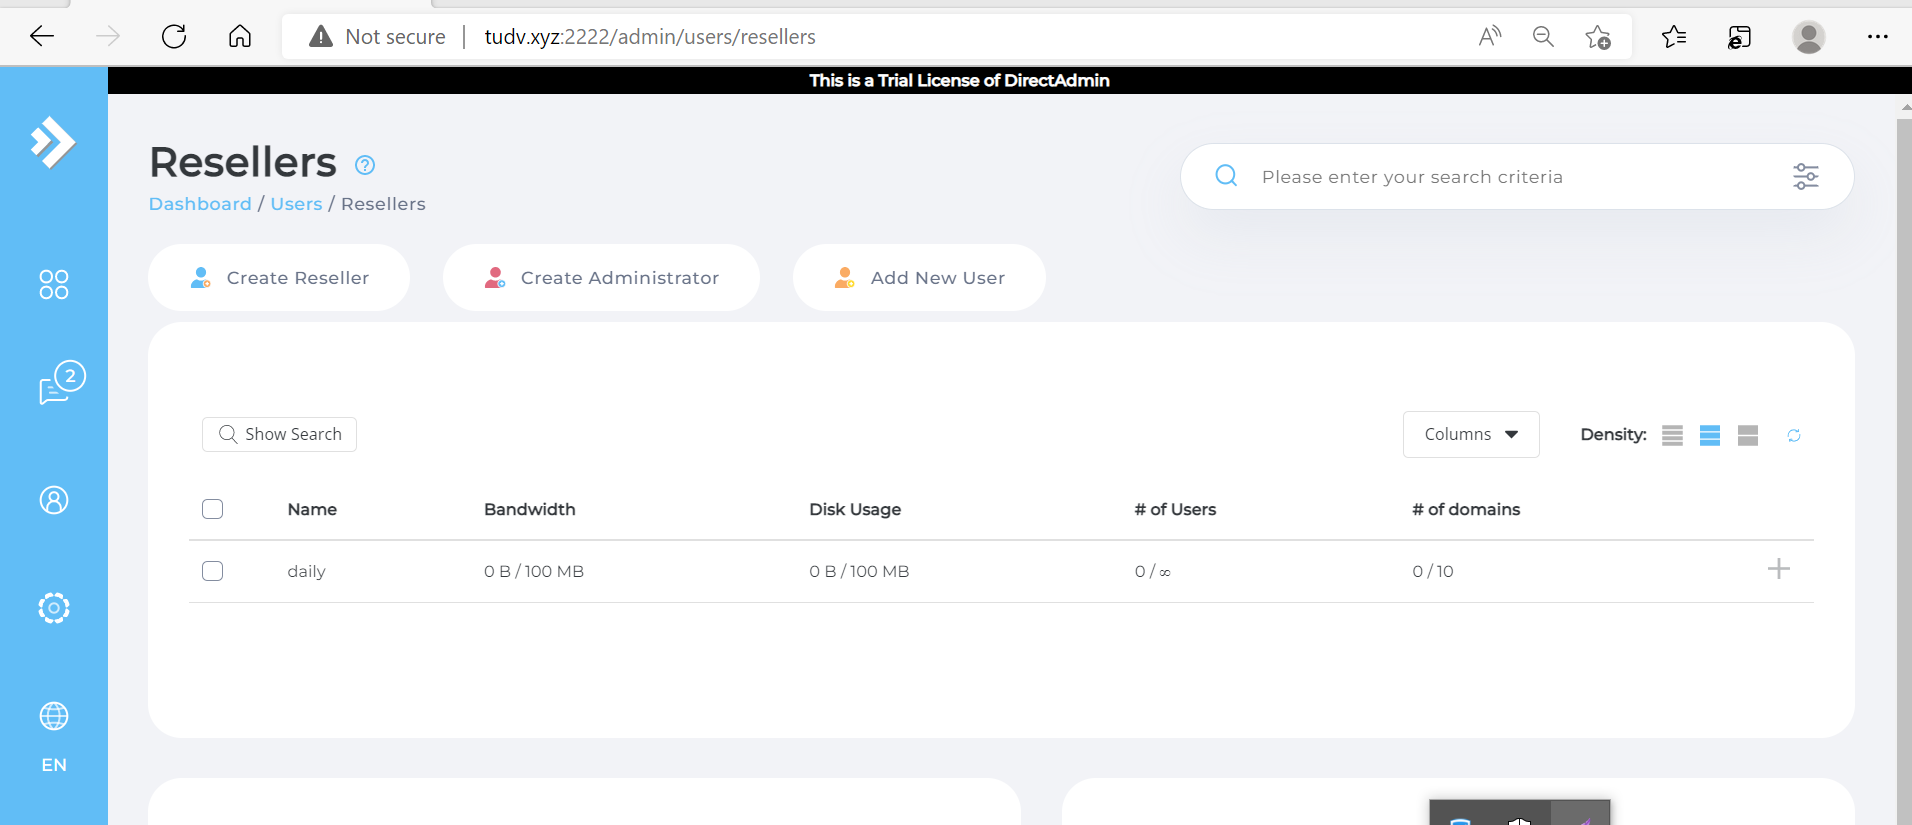 Not secure
tudv.xyz:2222/admin/users/resellers
This is a Trial License of DirectAdmin
Resellers ?
Dashboard / Users / Resellers
Please enter your search criteria
Create Reseller
Create Administrator
Add New User
2
Show Search
Columns
Density:
Name Bandwidth Disk Usage # of Users # of domains
daily 0 B / 100 MB 0 B / 100 MB 0 / ∞ 0 / 10
EN